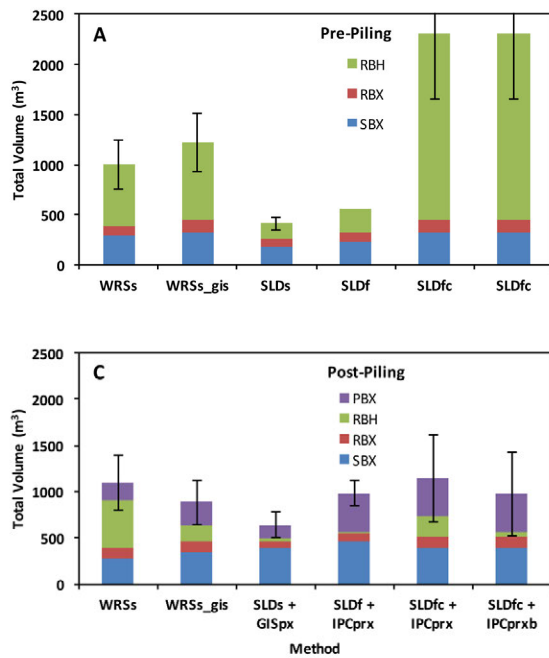 A
Pre-Piling
RBH
RBX
SBX
Total Volume (m³)
2500
2000
1500
1000
500
0
WRSs WRSs_gis SLDs SLDf SLDfc SLDfc
C
Post-Piling
PBX
RBH
RBX
SBX
Total Volume (m³)
2500
2000
1500
1000
500
0
WRSs WRSs_gis SLDs + SLDf + SLDfc + SLDfc +
GISpx IPCprx IPCprx IPCprxb
Method